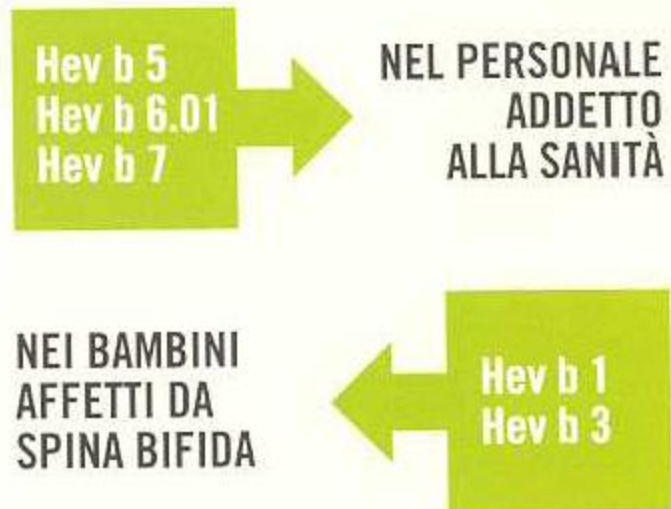 Hev b 5
Hev b 6.01
Hev b 7
NEL PERSONALE
ADDETTO
ALLA SANITÀ
NEI BAMBINI
AFFETTI DA
SPINA BIFIDA
Hev b 1
Hev b 3